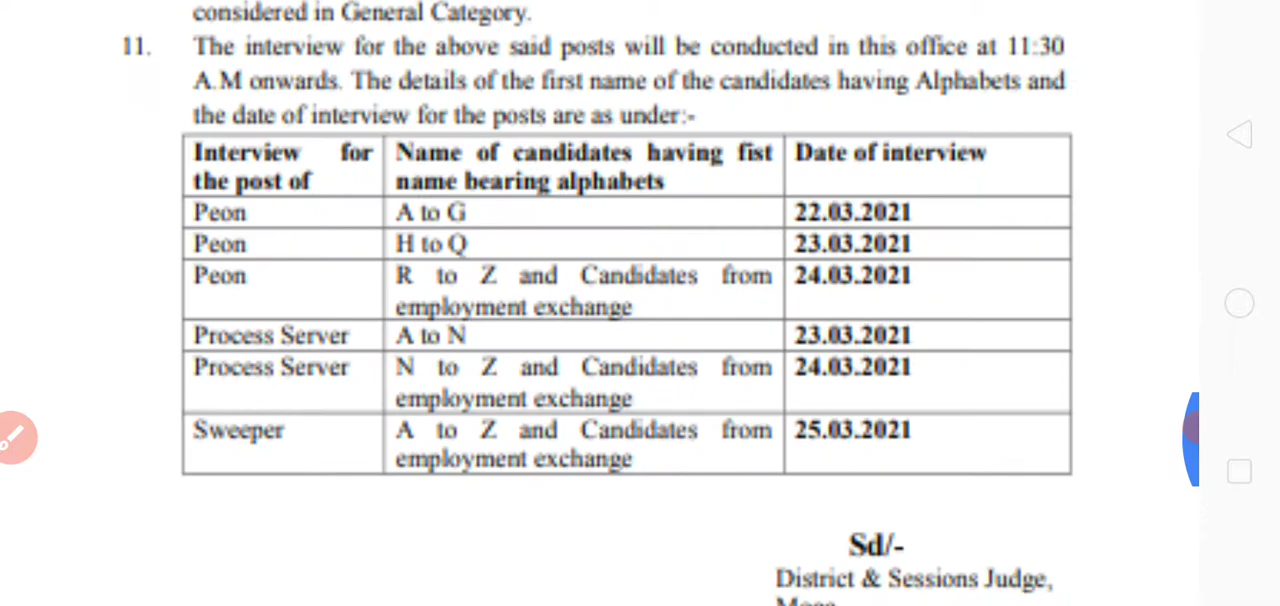 considered in General Category.
11. The interview for the above said posts will be conducted in this office at 11:30
A.M onwards. The details of the first name of the candidates having Alphabets and
the date of interview for the posts are as under:-
Interview for Name of candidates having fist Date of interview
the post of name bearing alphabets
Peon A to G 22.03.2021
Peon H to Q 23.03.2021
Peon R to Z and Candidates from 24.03.2021
employment exchange
Process Server A to N 23.03.2021
Process Server N to Z and Candidates from 24.03.2021
employment exchange
Sweeper A to Z and Candidates from 25.03.2021
employment exchange
Sd/-
District & Sessions Judge,